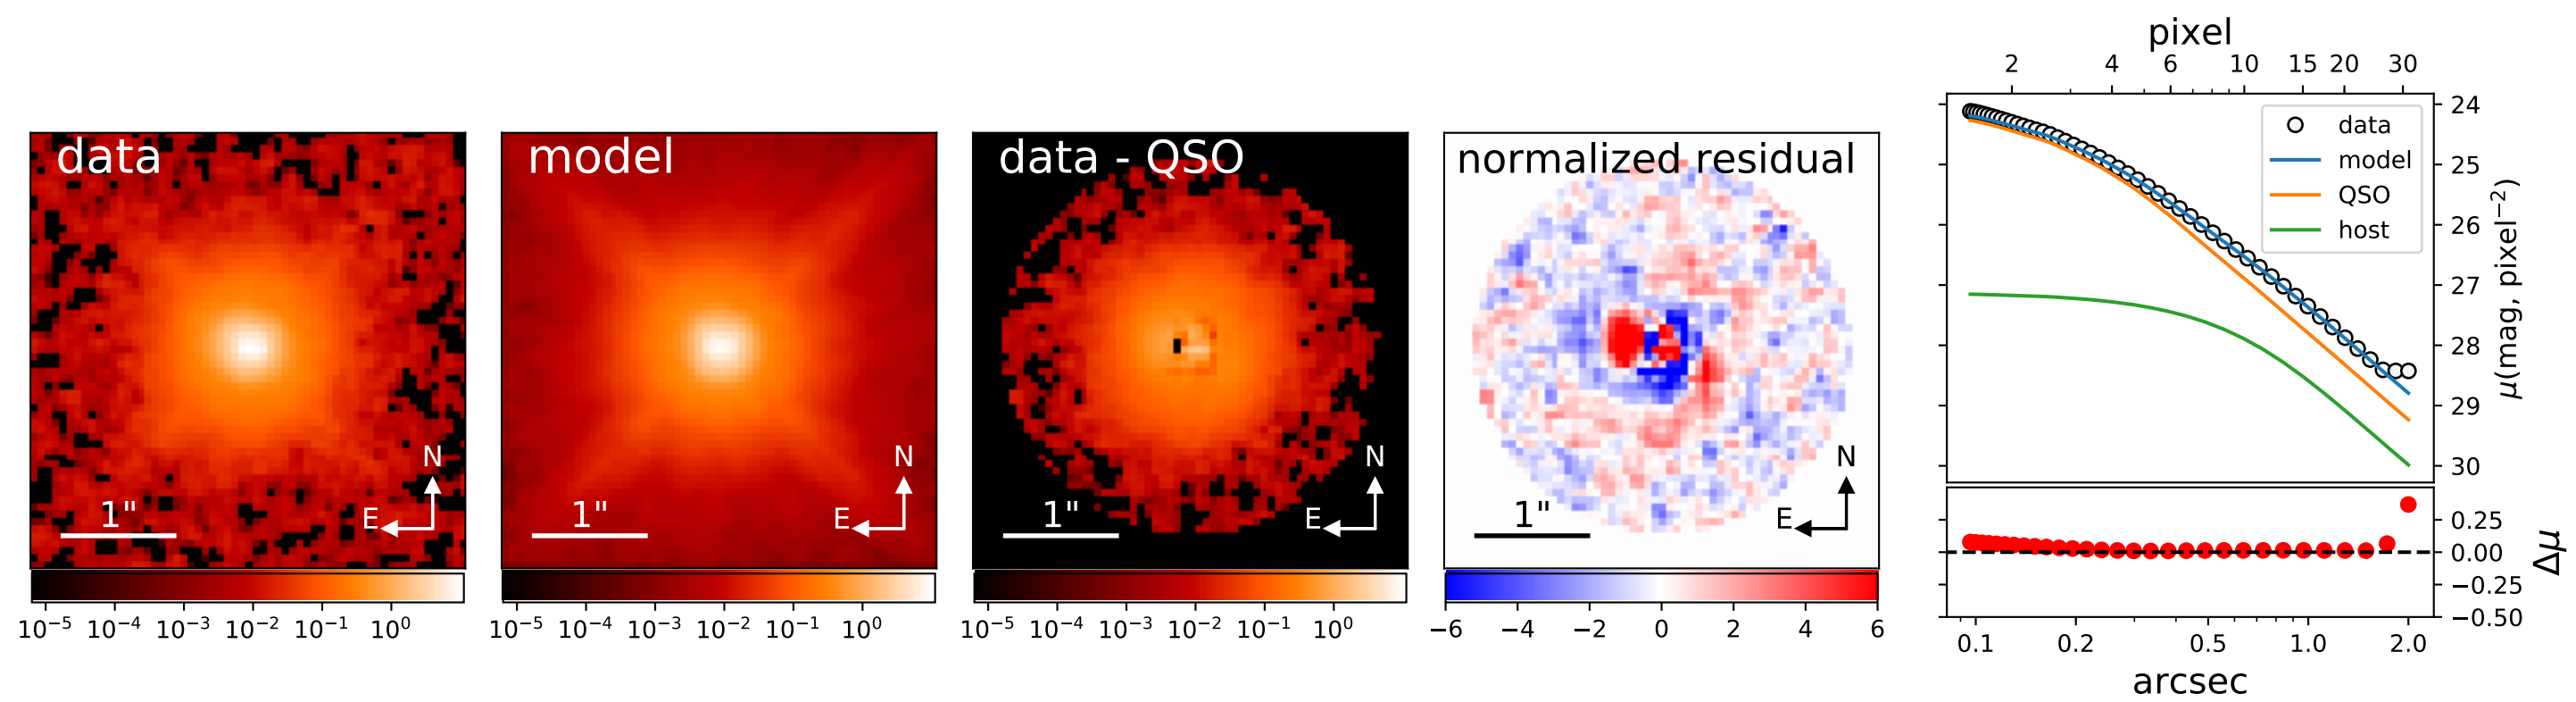 data
N
E
1"
10⁻⁵ 10⁻⁴ 10⁻³ 10⁻² 10⁻¹ 10⁰
model
N
E
1"
10⁻⁵ 10⁻⁴ 10⁻³ 10⁻² 10⁻¹ 10⁰
data - QSO
N
E
1"
10⁻⁵ 10⁻⁴ 10⁻³ 10⁻² 10⁻¹ 10⁰
normalized residual
N
E
1"
−6 −4 −2 0 2 4 6
pixel
2 4 6 10 15 20 30
data
model
QSO
host
24
25
26
27
28
29
30
μ(mag, pixel⁻²)
0.25
0.00
−0.25
−0.50
Δμ
0.1 0.2 0.5 1.0 2.0
arcsec